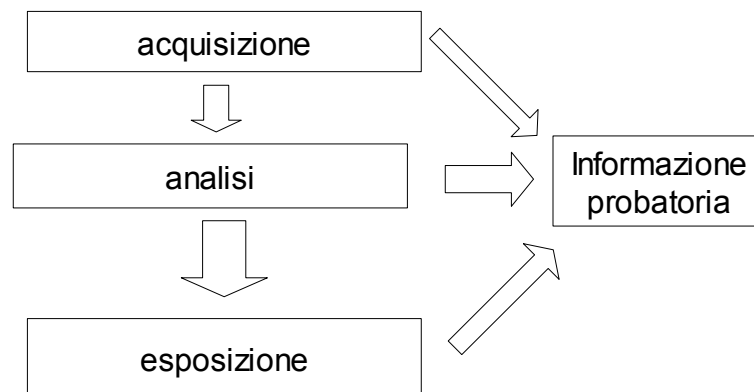 acquisizione
analisi
Informazione
probatoria
esposizione